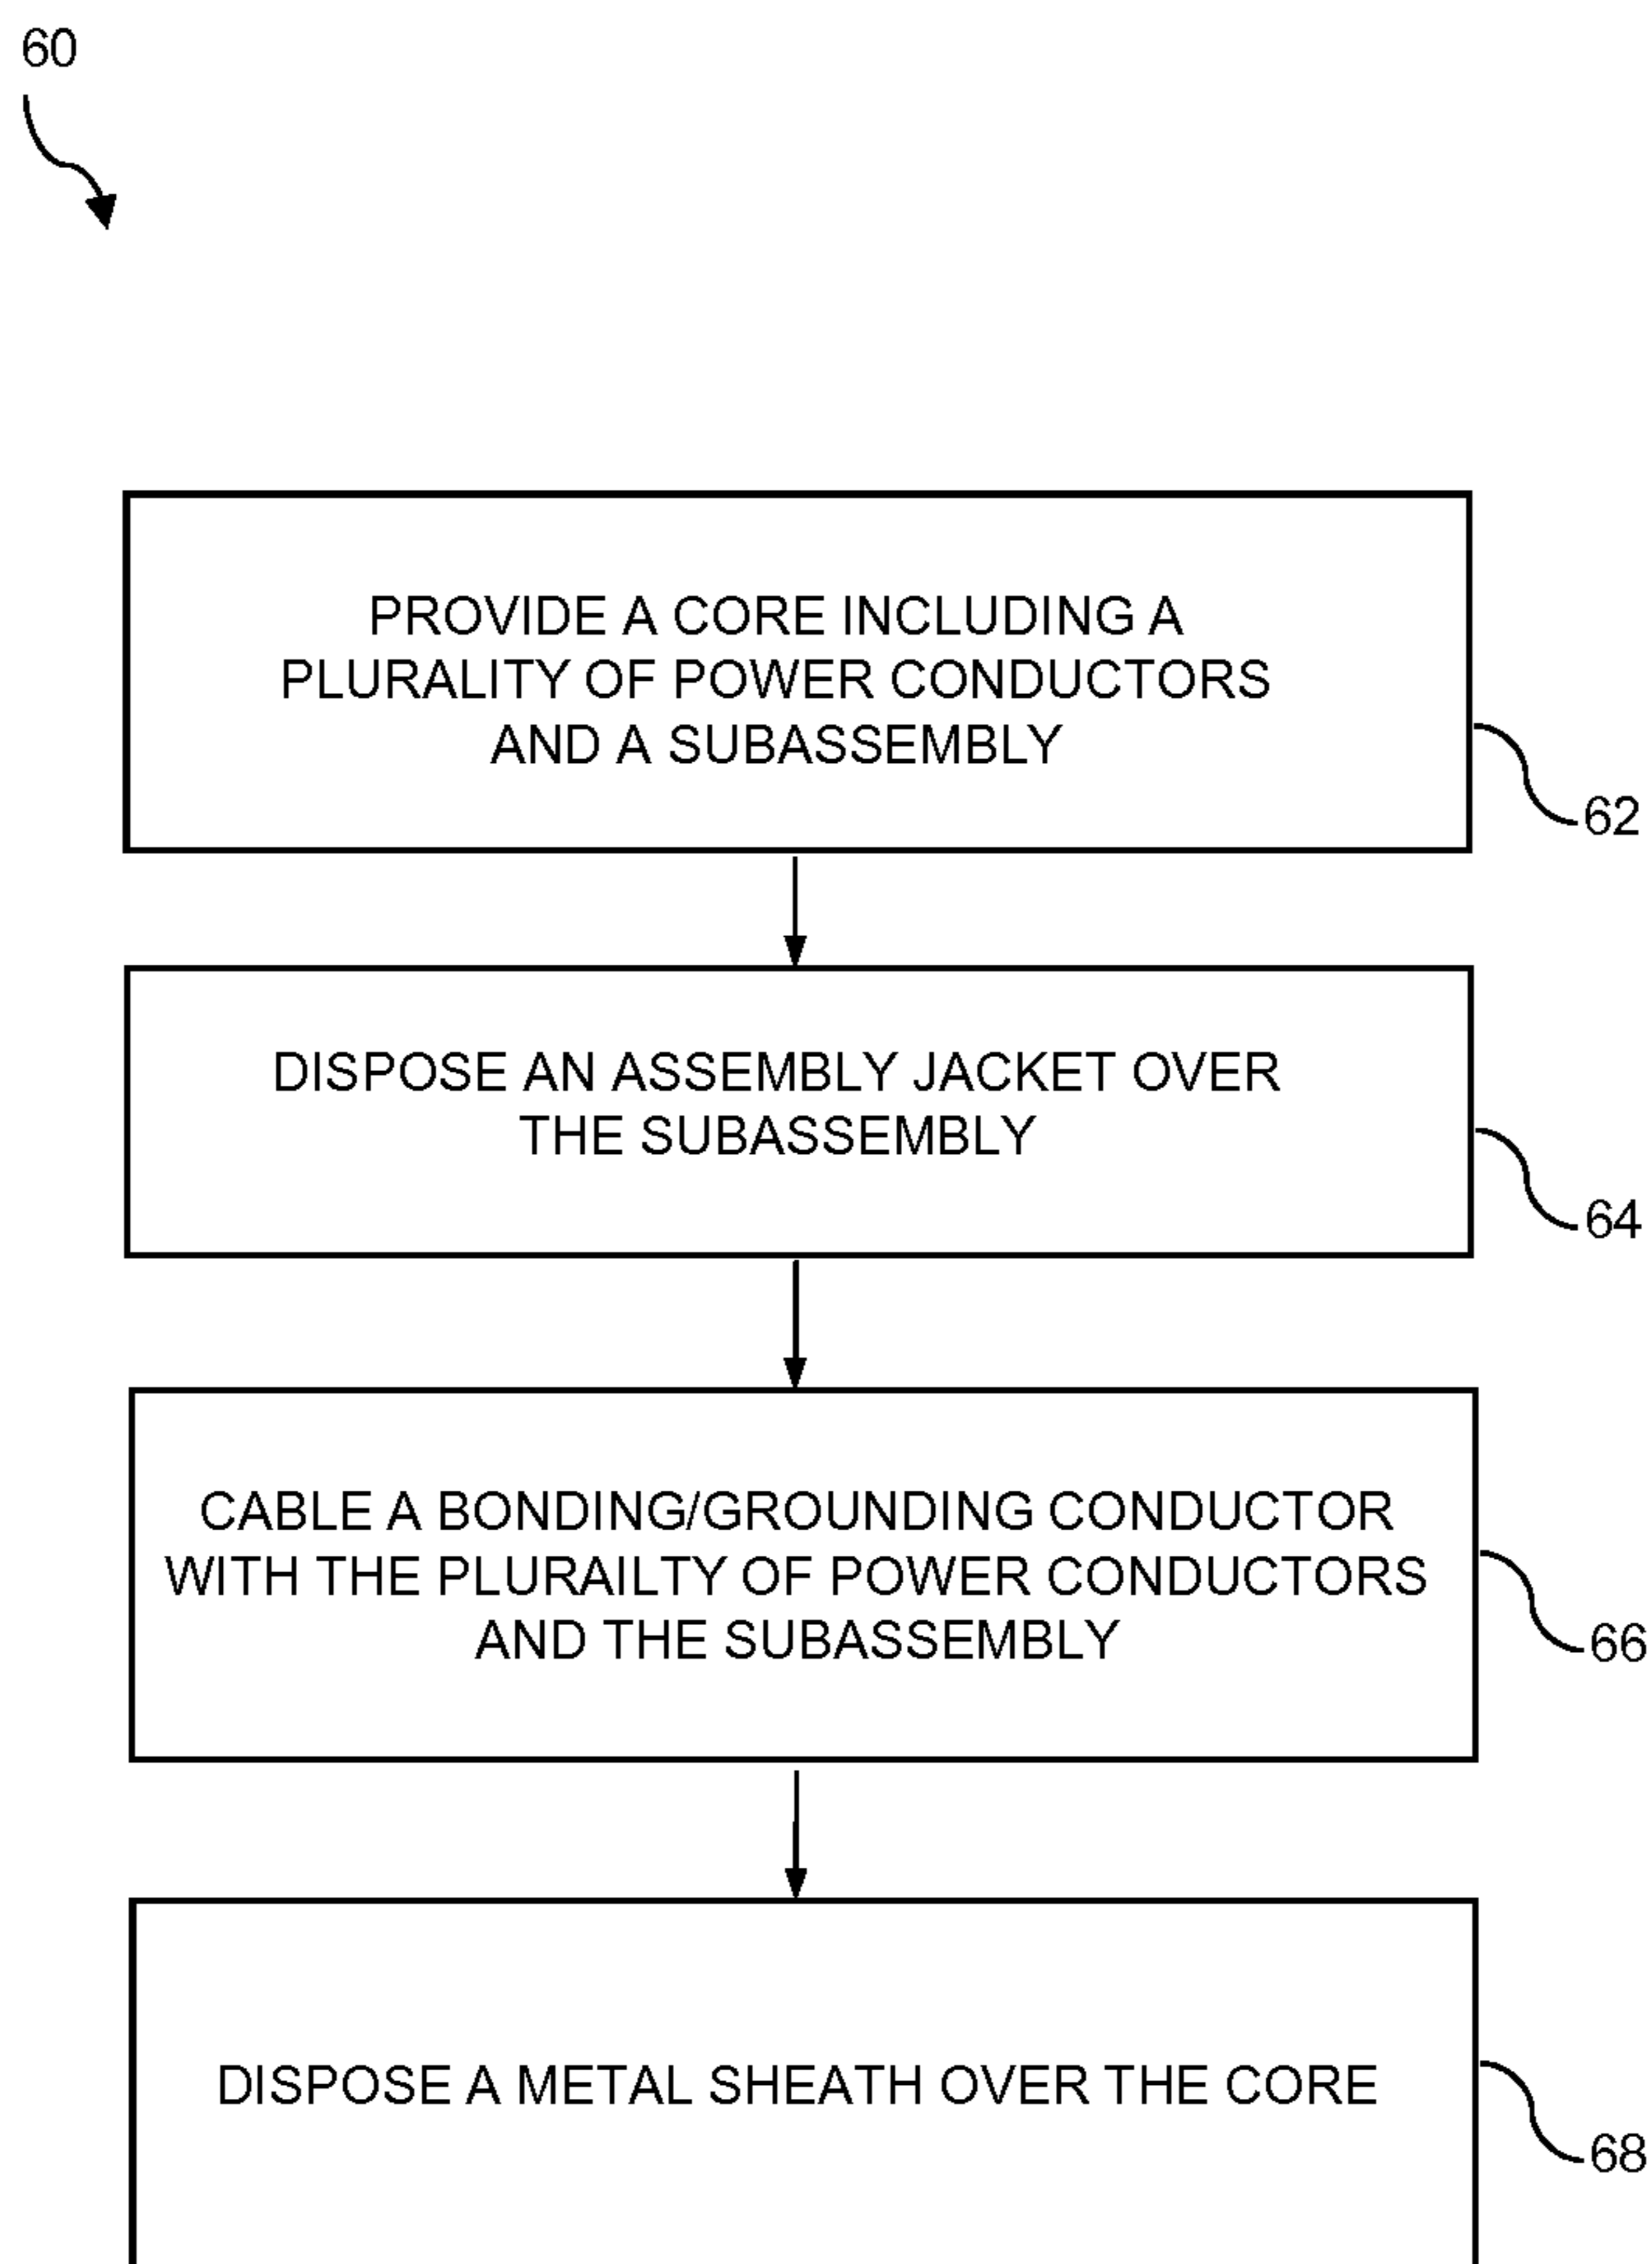 60
PROVIDE A CORE INCLUDING A
PLURALITY OF POWER CONDUCTORS
AND A SUBASSEMBLY
62
DISPOSE AN ASSEMBLY JACKET OVER
THE SUBASSEMBLY
64
CABLE A BONDING/GROUNDING CONDUCTOR
WITH THE PLURAILTY OF POWER CONDUCTORS
AND THE SUBASSEMBLY
66
DISPOSE A METAL SHEATH OVER THE CORE
68